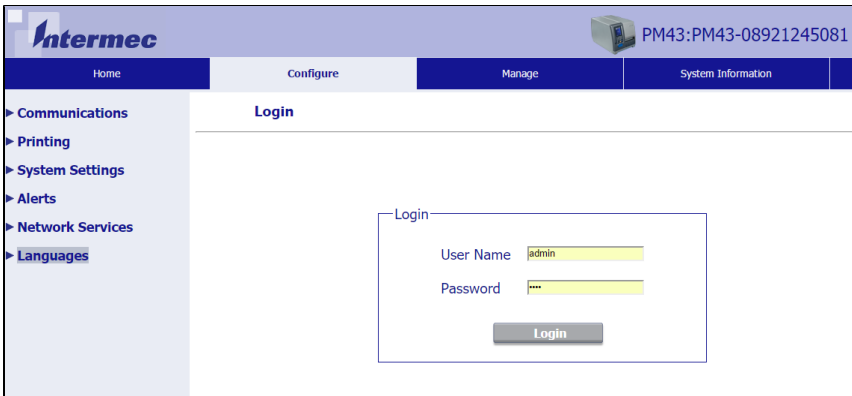 Intermec
PM43:PM43-08921245081
Home
Configure
Manage
System Information
Communications
Printing
System Settings
Alerts
Network Services
Languages
Login
Login
User Name admin
Password ••••
Login